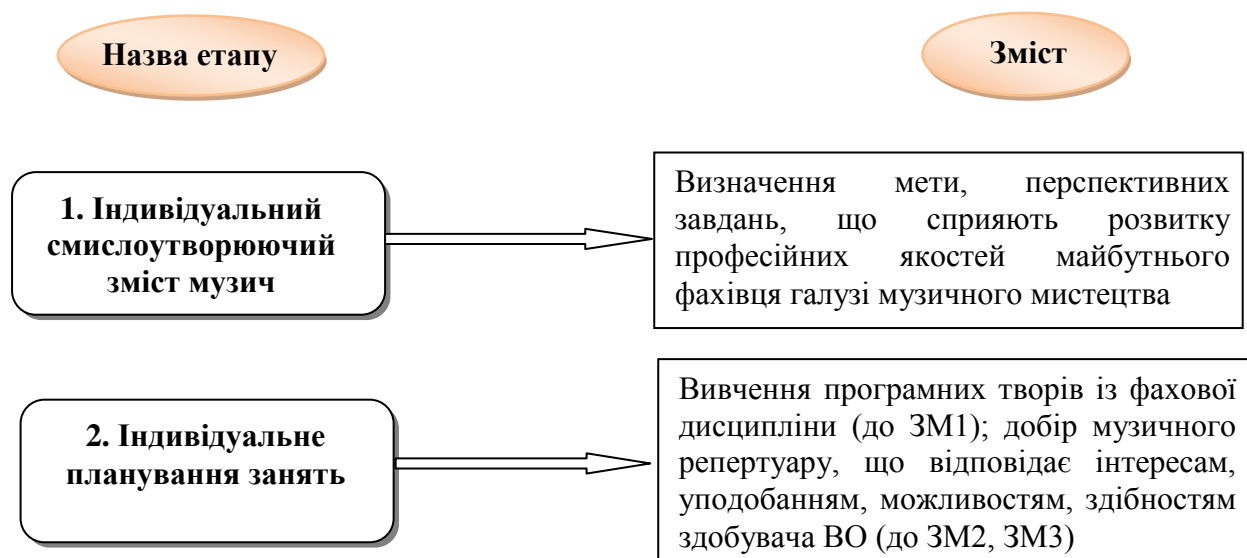 Назва етапу
Зміст
1. Індивідуальний
смислоутворюючий
зміст музич
Визначення мети, перспективних
завдань, що сприяють розвитку
професійних якостей майбутнього
фахівця галузі музичного мистецтва
2. Індивідуальне
планування занять
Вивчення програмних творів із фахової
дисципліни (до ЗМ1); добір музичного
репертуару, що відповідає інтересам,
уподобанням, можливостям, здібностям
здобувача ВО (до ЗМ2, ЗМ3)